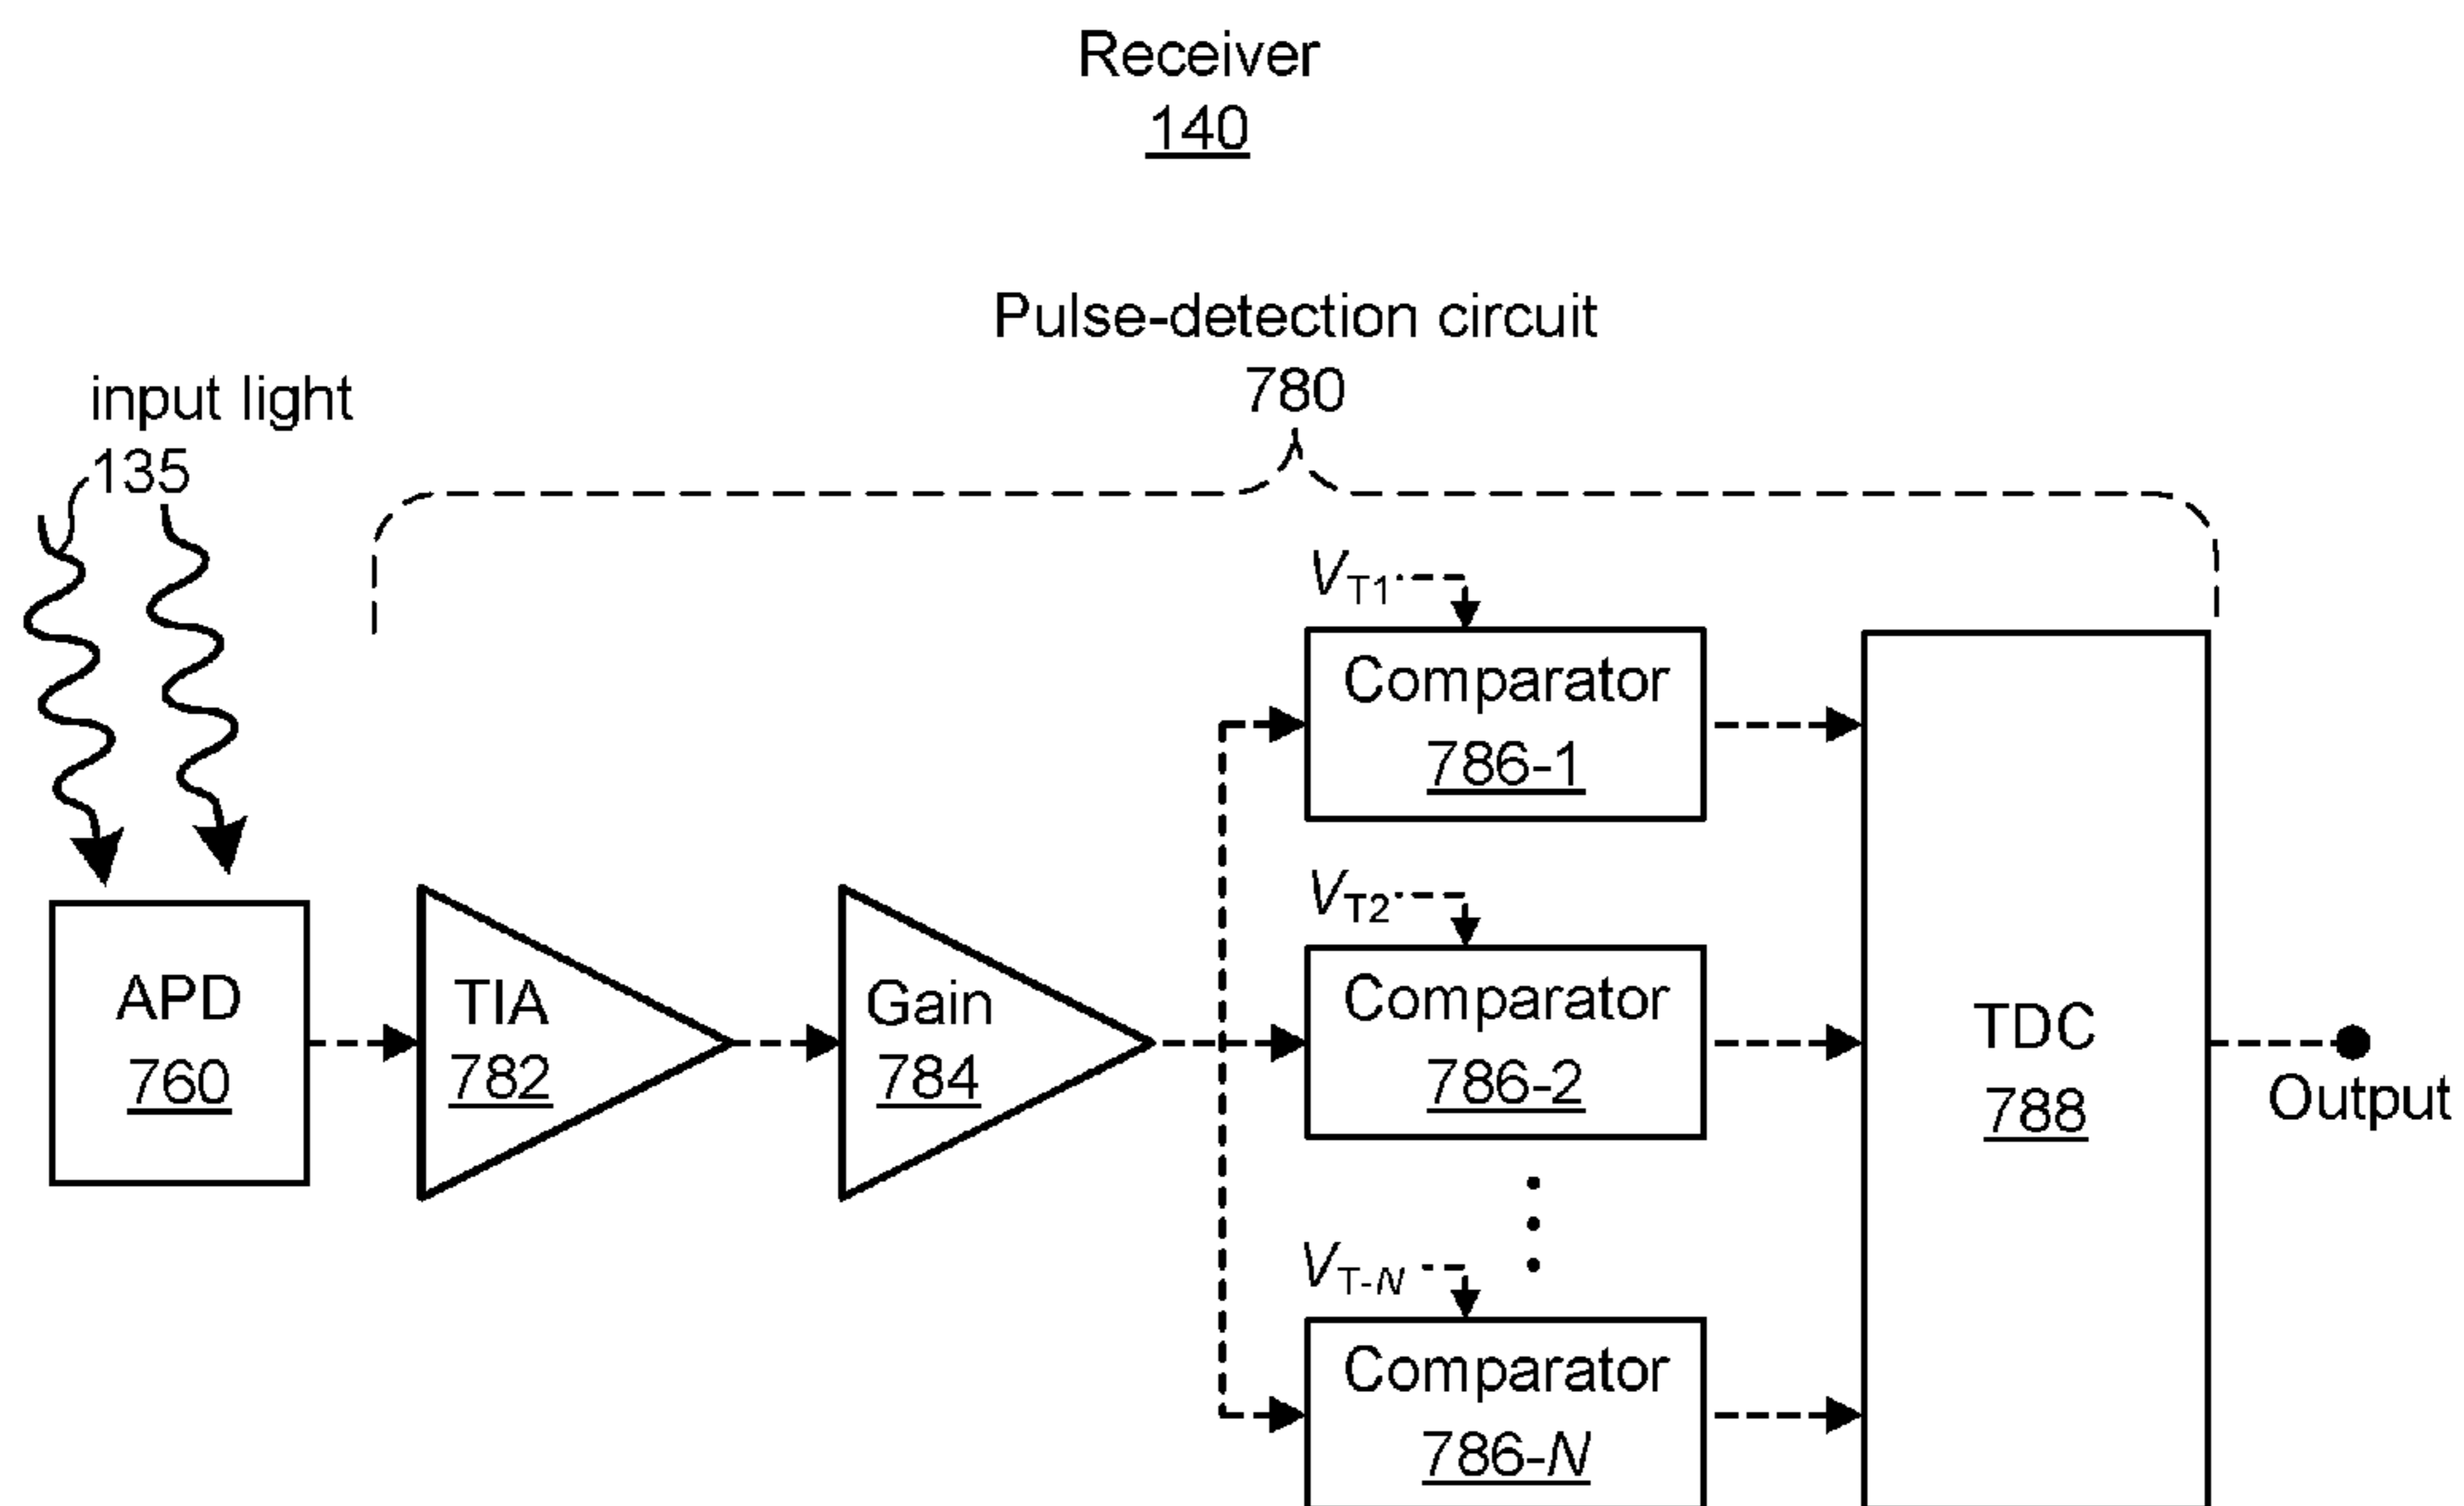 Receiver
140
Pulse-detection circuit
780
input light
135
VT1
Comparator
786-1
VT2
Comparator
786-2
VT-N
Comparator
786-N
APD
760
TIA
782
Gain
784
TDC
788
Output